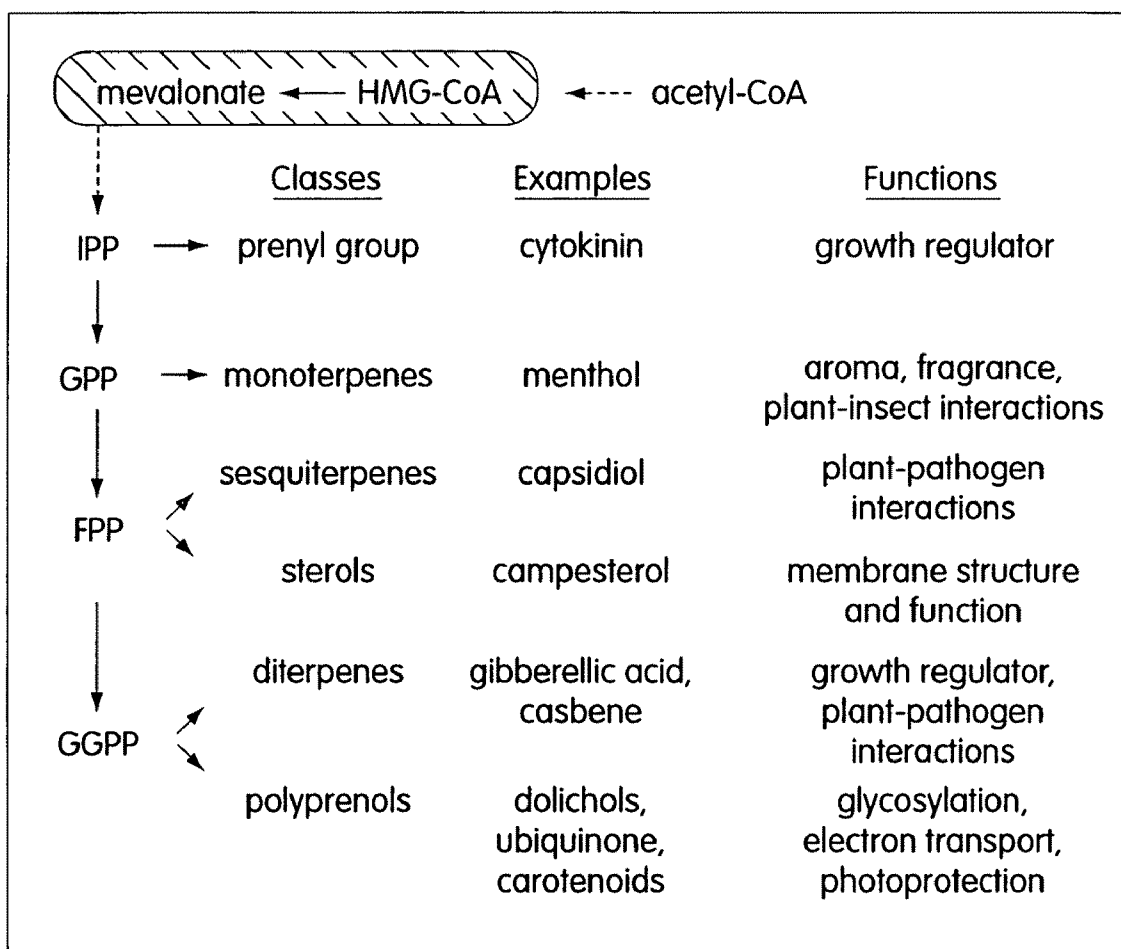 mevalonate HMG-CoA acetyl-CoA
Classes Examples Functions
IPP prenyl group cytokinin growth regulator
GPP monoterpenes menthol aroma, fragrance,
plant-insect interactions
sesquiterpenes capsidiol plant-pathogen
interactions
FPP
sterols campesterol membrane structure
and function
diterpenes gibberellic acid, growth regulator,
casbene plant-pathogen
GGPP interactions
polyprenols dolichols, glycosylation,
ubiquinone, electron transport,
carotenoids photoprotection